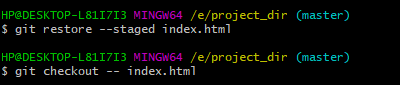 HP@DESKTOP-L81I7I3 MINGW64 /e/project_dir (master)
$ git restore --staged index.html
HP@DESKTOP-L81I7I3 MINGW64 /e/project_dir (master)
$ git checkout -- index.html